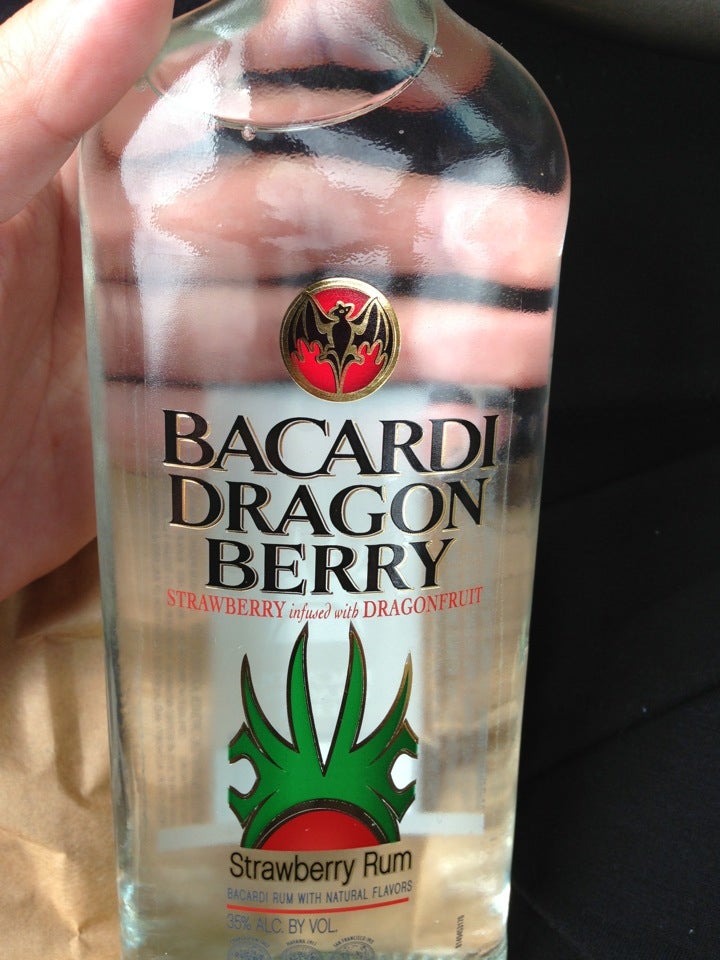 BACARDI
DRAGON
BERRY
STRAWBERRY infused with DRAGONFRUIT
Strawberry Rum
BACARDI RUM WITH NATURAL FLAVORS
35% ALC. BY VOL.